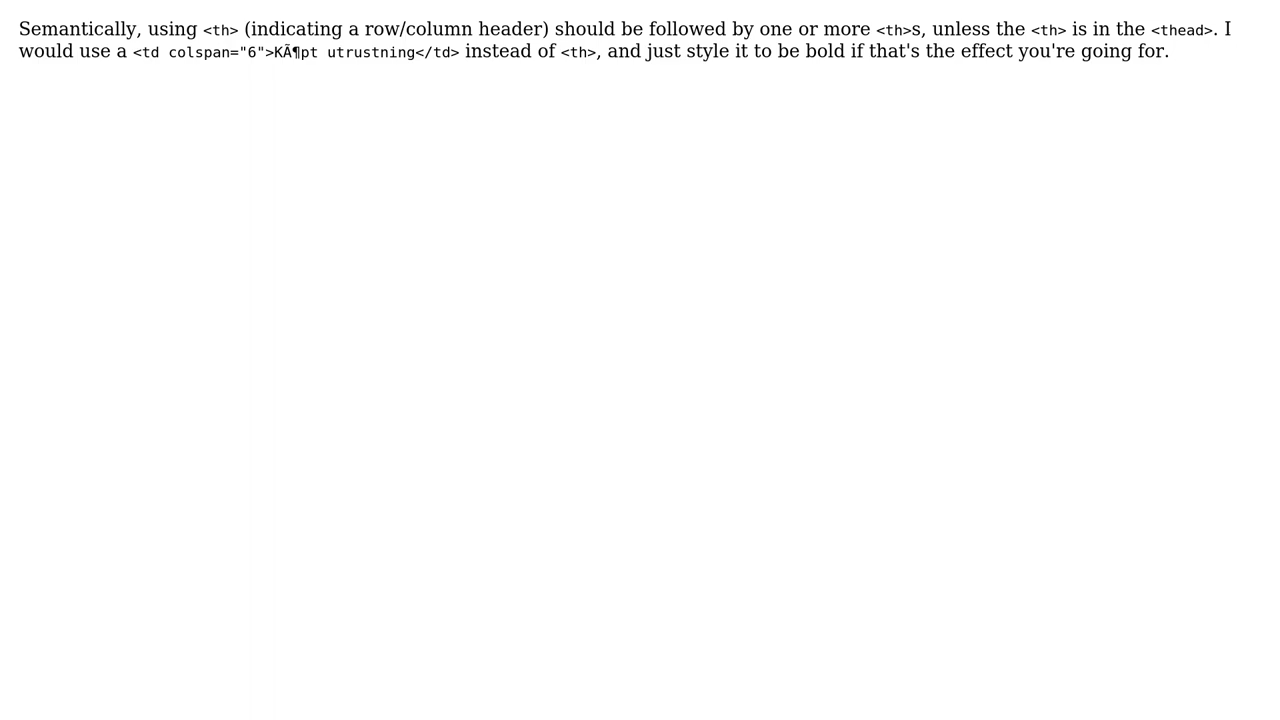 Semantically, using <th> (indicating a row/column header) should be followed by one or more <th>s, unless the <th> is in the <thead>. I
would use a <td colspan="6">KÃ¶pt utrustning</td> instead of <th>, and just style it to be bold if that's the effect you're going for.